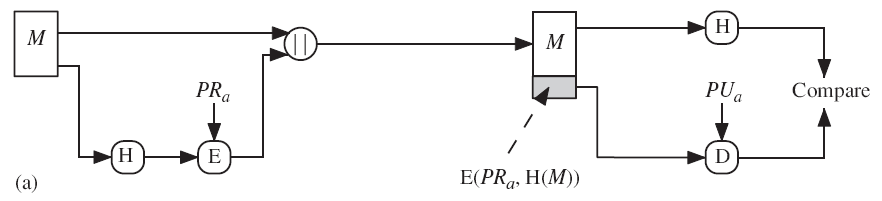 M
||
M
H
PRₐ
PUₐ
Compare
H
E
D
E(PRₐ, H(M))
(a)